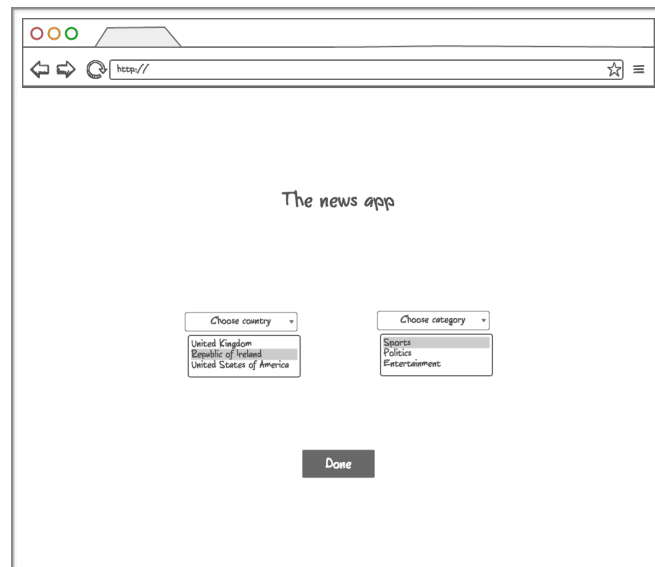 http://
The news app
Choose country
United Kingdom
Republic of Ireland
United States of America
Choose category
Sports
Politics
Entertainment
Done